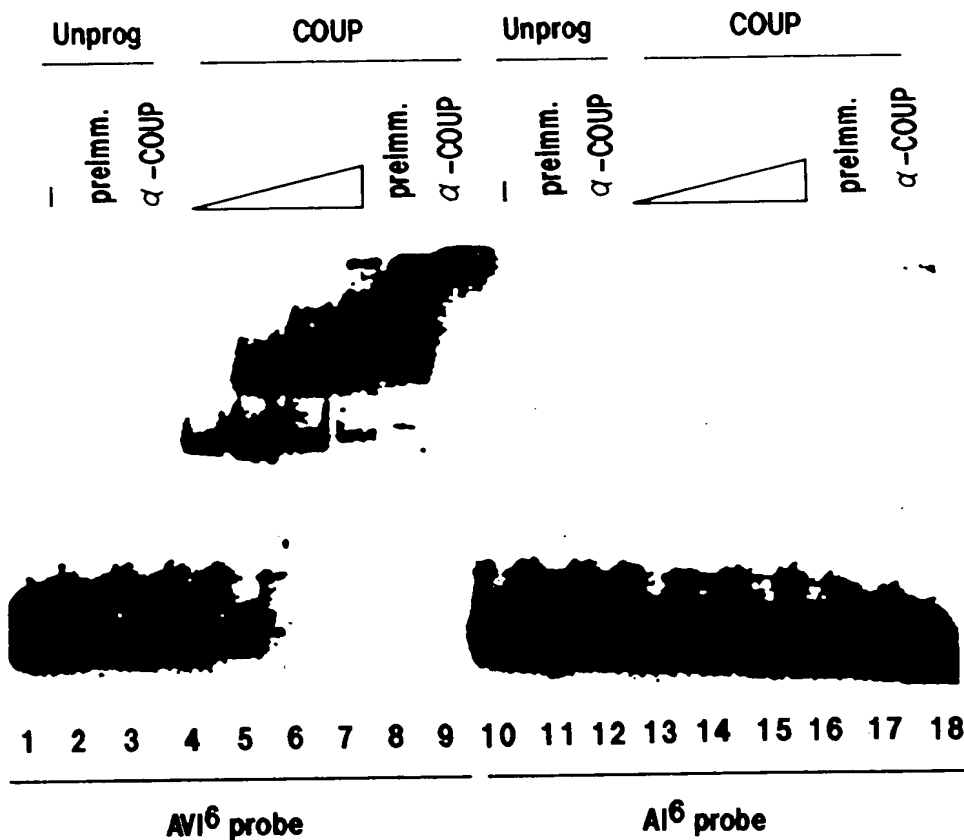 Unprog COUP Unprog COUP
– preImm. α-COUP preImm. α-COUP – preImm. α-COUP preImm. α-COUP
1 2 3 4 5 6 7 8 9 10 11 12 13 14 15 16 17 18
AVI⁶ probe AI⁶ probe